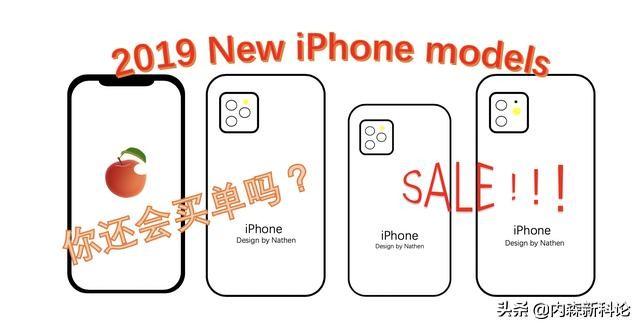 2019 New iPhone models
你还会买单吗？
SALE!!!
iPhone
Design by Nathen
iPhone
Design by Nathen
iPhone
Design by Nathen
头条 @内森新科论